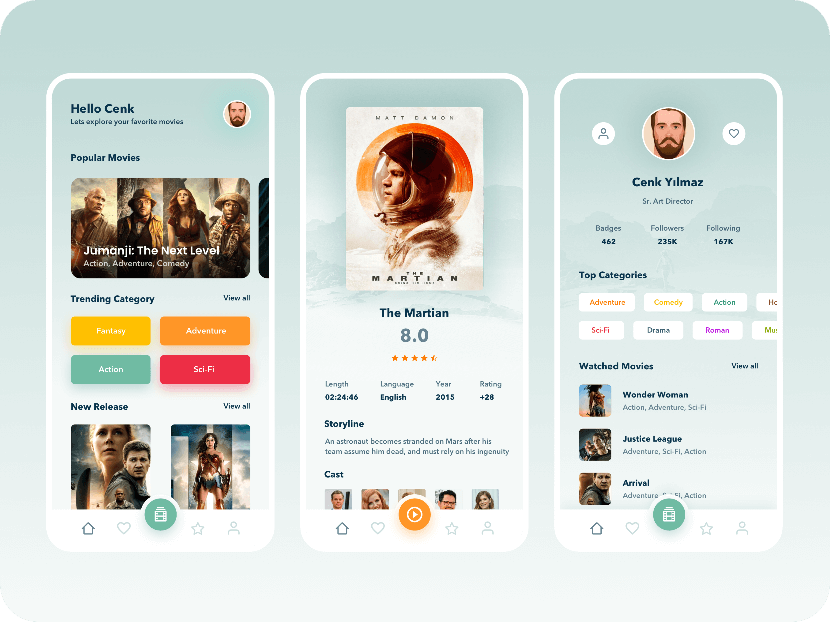 Hello Cenk
Lets explore your favorite movies
Popular Movies
Jumanji: The Next Level
Action, Adventure, Comedy
Trending Category
View all
Fantasy
Adventure
Action
Sci-Fi
New Release
View all
MATT DAMON
THE
MARTIAN
BRING HIM HOME
The Martian
8.0
Length Language Year Rating
02:24:46 English 2015 +28
Storyline
An astronaut becomes stranded on Mars after his
team assume him dead, and must rely on his ingenuity
Cast
Cenk Yılmaz
Sr. Art Director
Badges Followers Following
462 235K 167K
Top Categories
Adventure Comedy Action Ho
Sci-Fi Drama Roman Mus
Watched Movies
View all
Wonder Woman
Action, Adventure, Sci-Fi
Justice League
Adventure, Sci-Fi, Action
Arrival
Adventure, Sci-Fi, Action